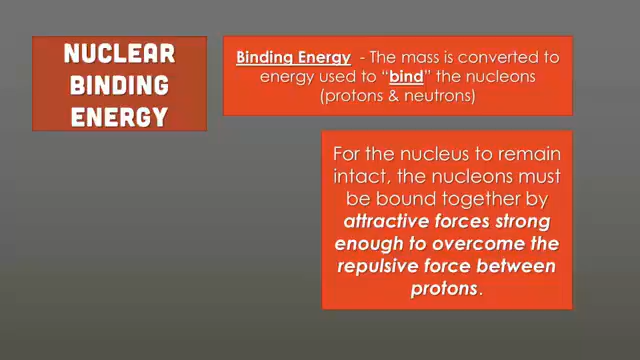 NUCLEAR
BINDING
ENERGY
Binding Energy - The mass is converted to
energy used to “bind” the nucleons
(protons & neutrons)
For the nucleus to remain
intact, the nucleons must
be bound together by
attractive forces strong
enough to overcome the
repulsive force between
protons.